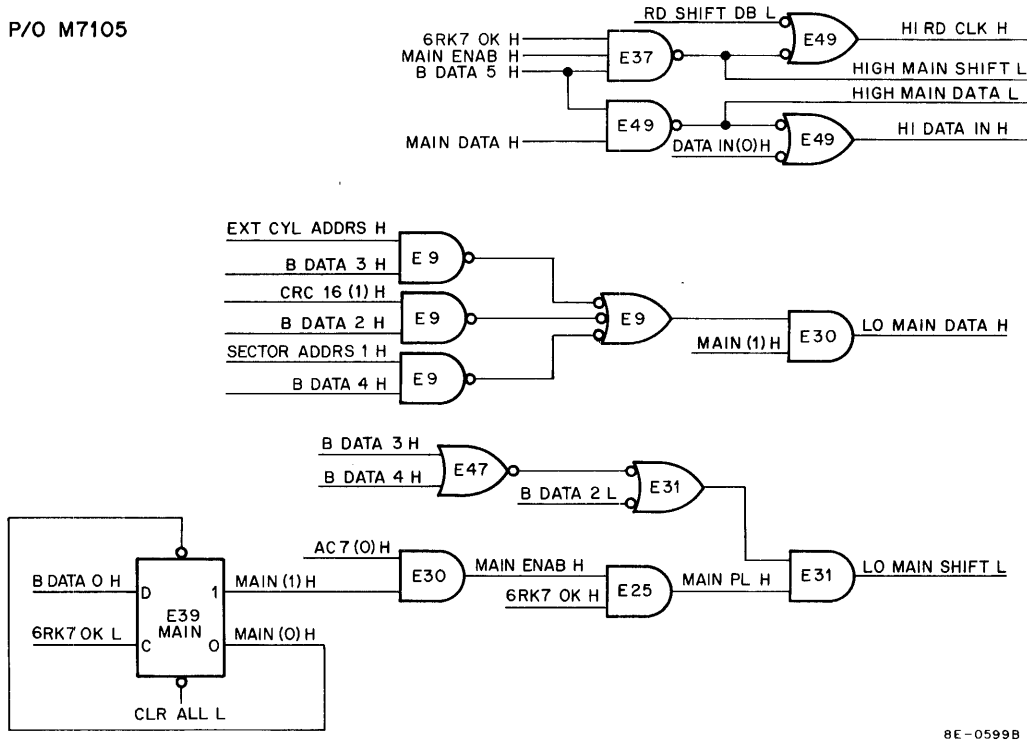 P/O M7105
RD SHIFT DB L
E49
HI RD CLK H
6RK7 OK H
MAIN ENAB H
B DATA 5 H
E37
HIGH MAIN SHIFT L
HIGH MAIN DATA L
MAIN DATA H
E49
DATA IN(0)H
E49
HI DATA IN H
EXT CYL ADDRS H
B DATA 3 H
E9
CRC 16 (1) H
B DATA 2 H
E9
E9
SECTOR ADDRS 1 H
B DATA 4 H
E9
MAIN (1) H
E30
LO MAIN DATA H
B DATA 3 H
B DATA 4 H
E47
B DATA 2 L
E31
AC7 (0) H
E30
MAIN ENAB H
6RK7 OK H
E25
MAIN PL H
E31
LO MAIN SHIFT L
B DATA 0 H
D
1
MAIN (1) H
E39
MAIN
6RK7 OK L
C
0
MAIN (0) H
CLR ALL L
8E-0599B